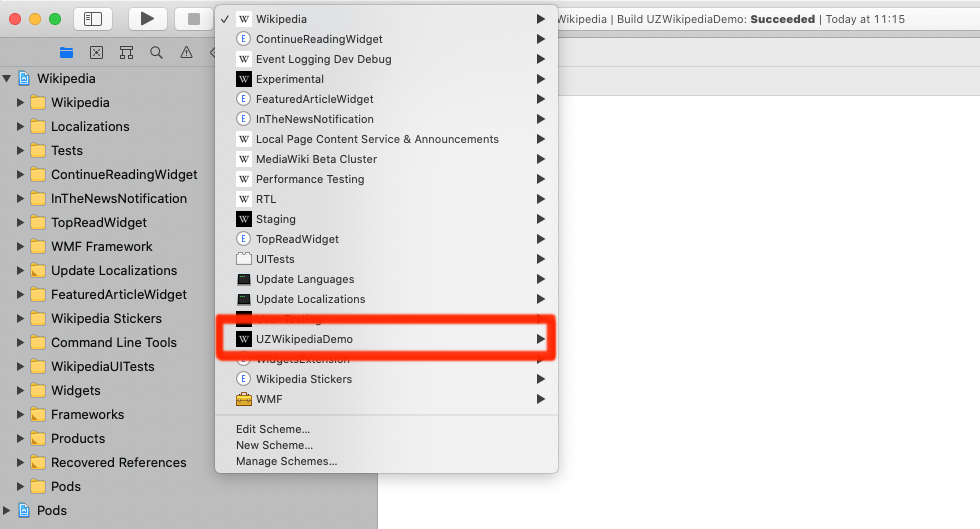 Wikipedia | Build UZWikipediaDemo: Succeeded | Today at 11:15
Wikipedia
Wikipedia
Localizations
Tests
ContinueReadingWidget
InTheNewsNotification
TopReadWidget
WMF Framework
Update Localizations
FeaturedArticleWidget
Wikipedia Stickers
Command Line Tools
WikipediaUITests
Widgets
Frameworks
Products
Recovered References
Pods
Pods
Wikipedia
ContinueReadingWidget
Event Logging Dev Debug
Experimental
FeaturedArticleWidget
InTheNewsNotification
Local Page Content Service & Announcements
MediaWiki Beta Cluster
Performance Testing
RTL
Staging
TopReadWidget
UITests
Update Languages
Update Localizations
User Testing
UZWikipediaDemo
WidgetsExtension
Wikipedia Stickers
WMF
Edit Scheme...
New Scheme...
Manage Schemes...